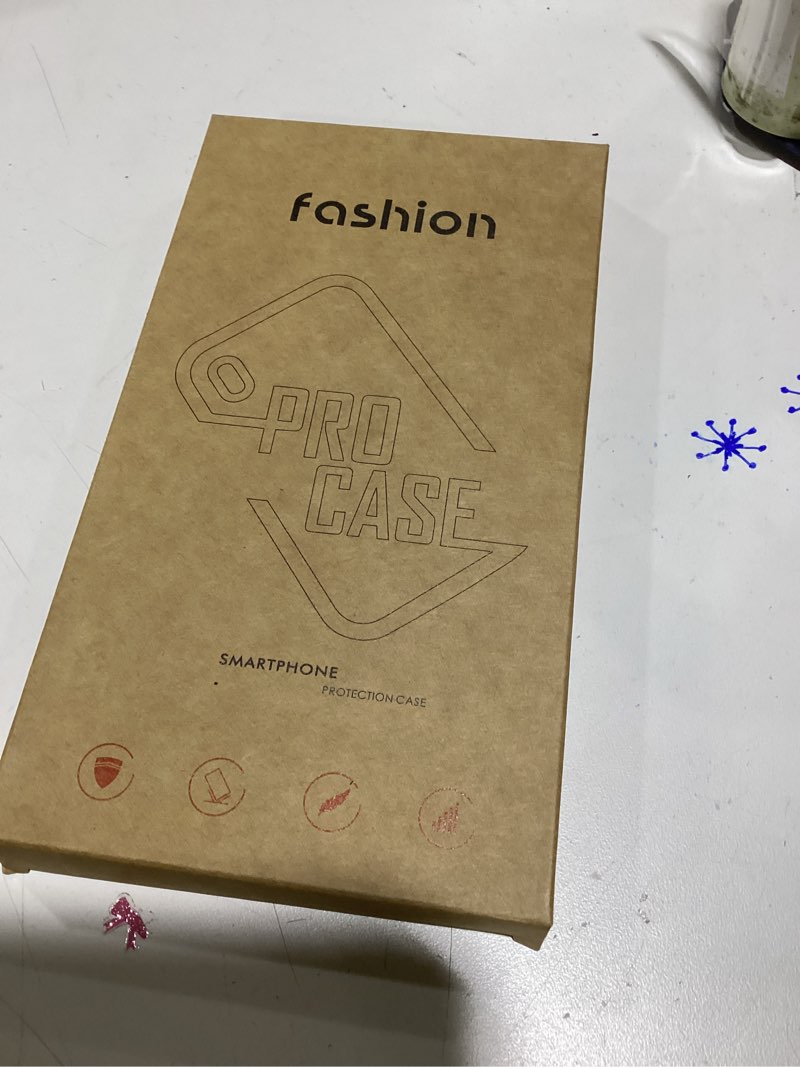 fashion
PRO
CASE
SMARTPHONE
PROTECTION CASE